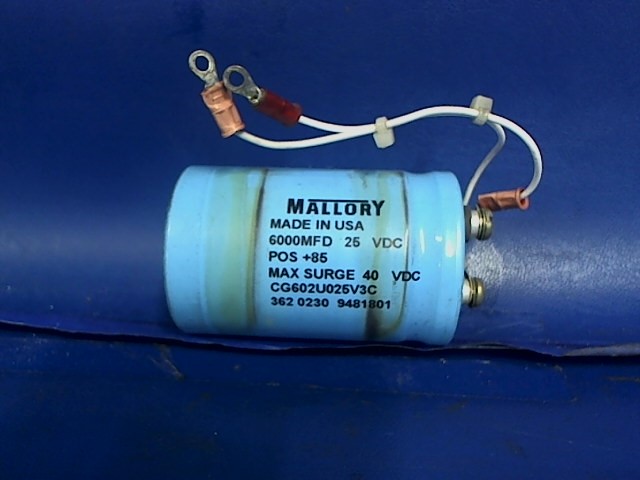 MALLORY
MADE IN USA
6000MFD 25 VDC
POS +85
MAX SURGE 40 VDC
CG602U025V3C
362 0230 9481801